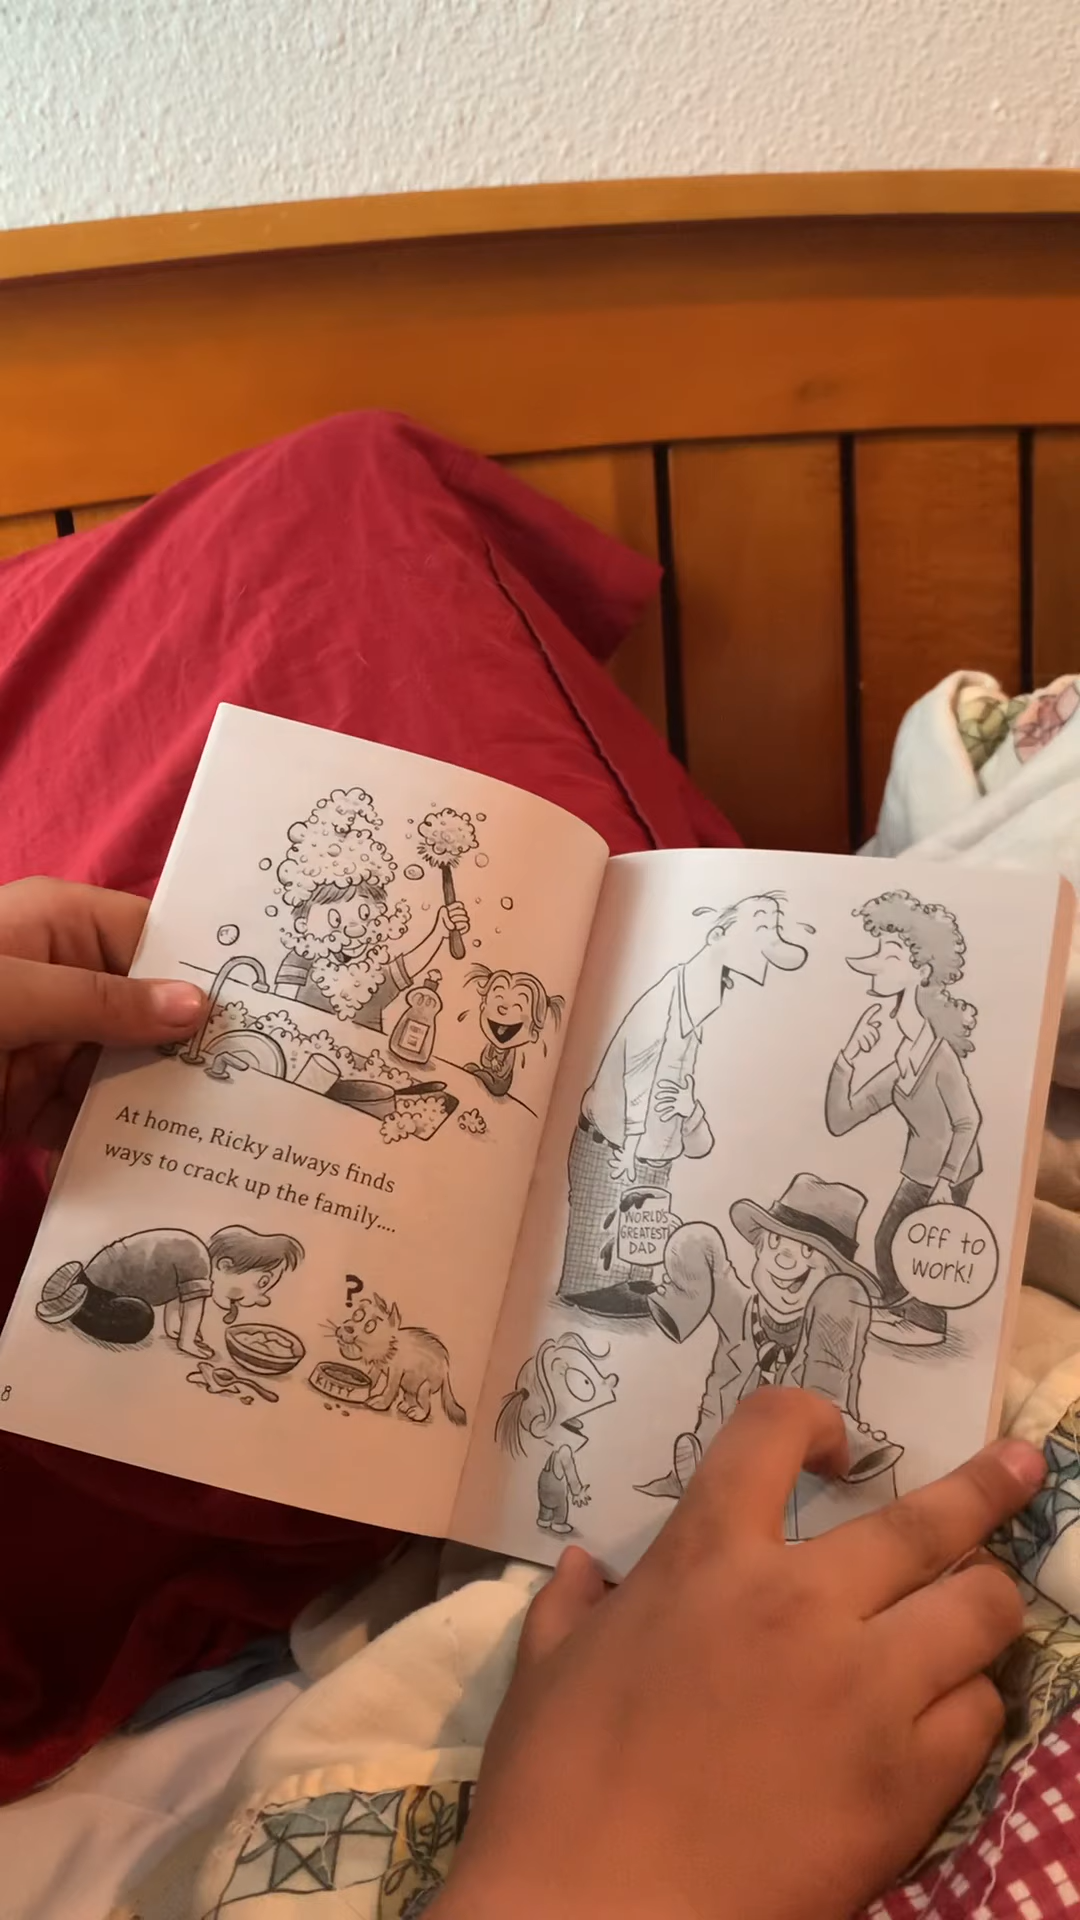 At home, Ricky always finds
ways to crack up the family....
KITTY
8
WORLD'S
GREATEST
DAD
OFF TO
WORK!